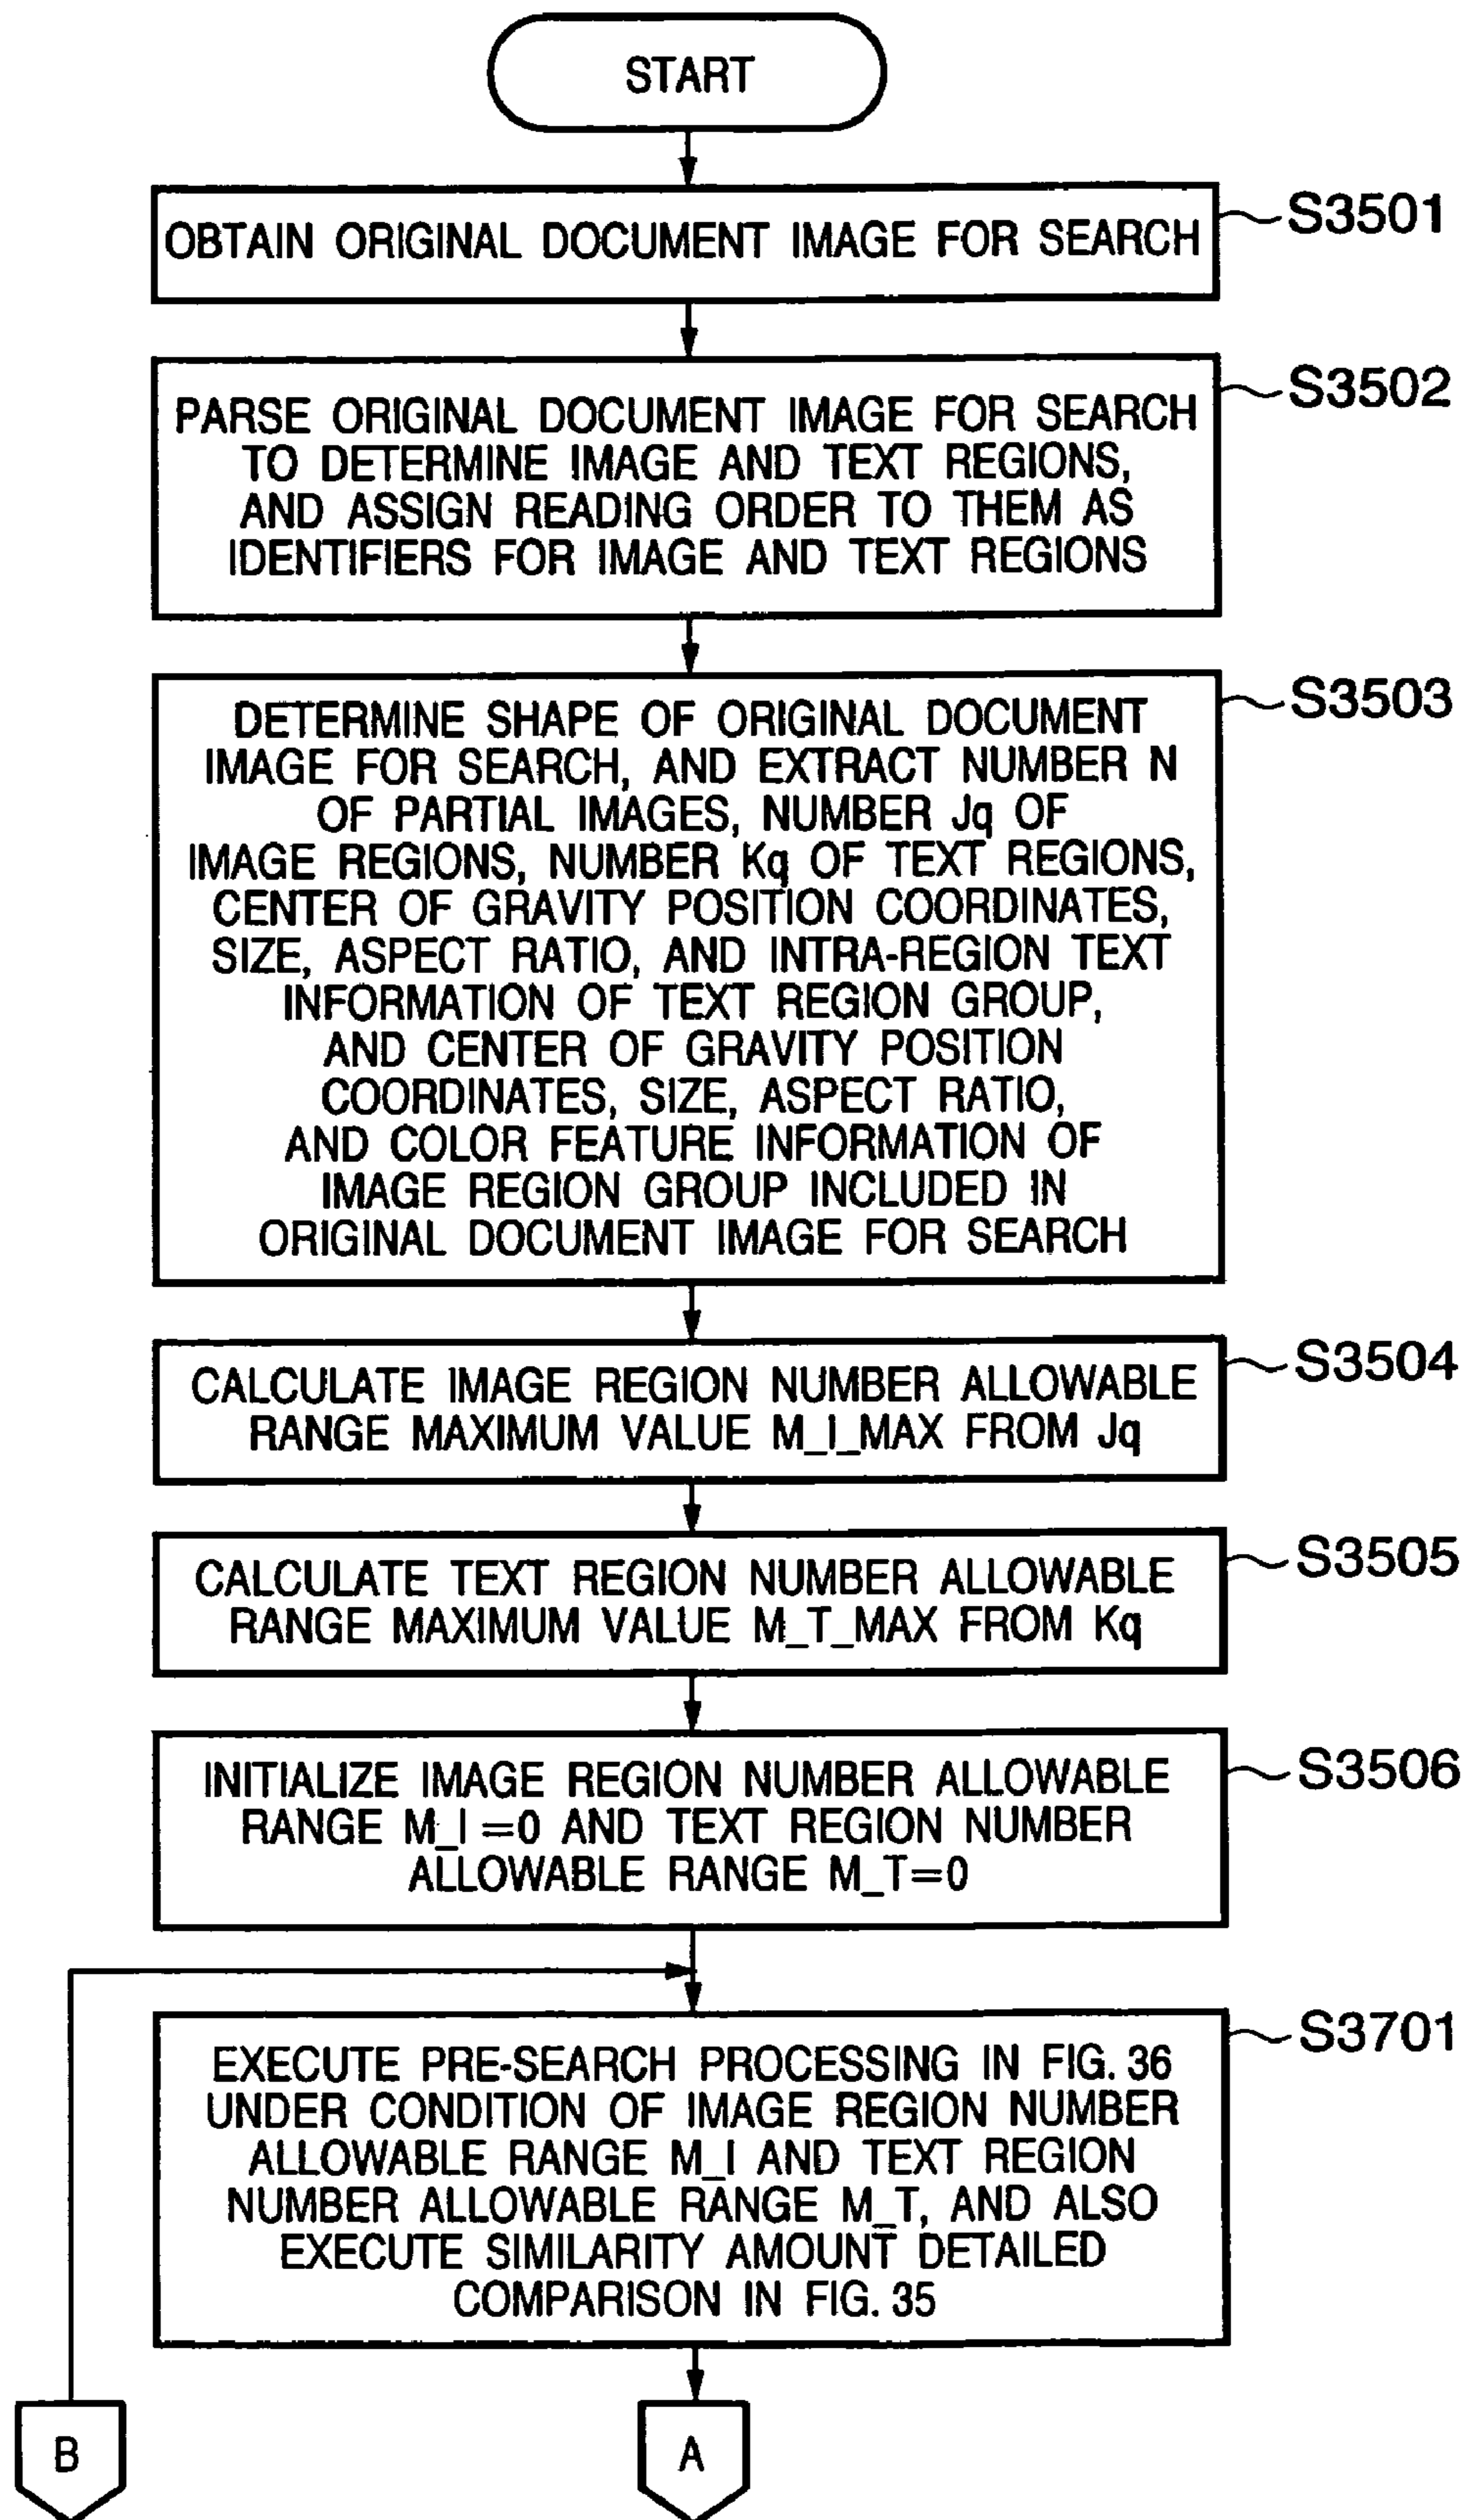 START
OBTAIN ORIGINAL DOCUMENT IMAGE FOR SEARCH
S3501
PARSE ORIGINAL DOCUMENT IMAGE FOR SEARCH
TO DETERMINE IMAGE AND TEXT REGIONS,
AND ASSIGN READING ORDER TO THEM AS
IDENTIFIERS FOR IMAGE AND TEXT REGIONS
S3502
DETERMINE SHAPE OF ORIGINAL DOCUMENT
IMAGE FOR SEARCH, AND EXTRACT NUMBER N
OF PARTIAL IMAGES, NUMBER Jq OF
IMAGE REGIONS, NUMBER Kq OF TEXT REGIONS,
CENTER OF GRAVITY POSITION COORDINATES,
SIZE, ASPECT RATIO, AND INTRA-REGION TEXT
INFORMATION OF TEXT REGION GROUP,
AND CENTER OF GRAVITY POSITION
COORDINATES, SIZE, ASPECT RATIO,
AND COLOR FEATURE INFORMATION OF
IMAGE REGION GROUP INCLUDED IN
ORIGINAL DOCUMENT IMAGE FOR SEARCH
S3503
CALCULATE IMAGE REGION NUMBER ALLOWABLE
RANGE MAXIMUM VALUE M_I_MAX FROM Jq
S3504
CALCULATE TEXT REGION NUMBER ALLOWABLE
RANGE MAXIMUM VALUE M_T_MAX FROM Kq
S3505
INITIALIZE IMAGE REGION NUMBER ALLOWABLE
RANGE M_I=0 AND TEXT REGION NUMBER
ALLOWABLE RANGE M_T=0
S3506
EXECUTE PRE-SEARCH PROCESSING IN FIG. 36
UNDER CONDITION OF IMAGE REGION NUMBER
ALLOWABLE RANGE M_I AND TEXT REGION
NUMBER ALLOWABLE RANGE M_T, AND ALSO
EXECUTE SIMILARITY AMOUNT DETAILED
COMPARISON IN FIG. 35
S3701
B
A